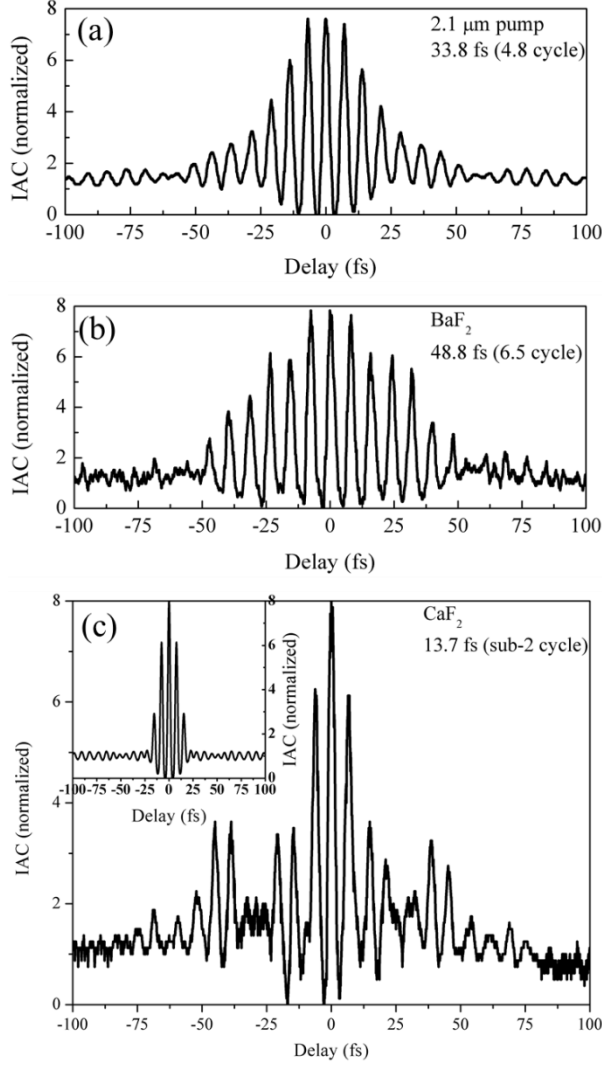 (a)
2.1 μm pump
33.8 fs (4.8 cycle)
IAC (normalized)
8
6
4
2
0
-100 -75 -50 -25 0 25 50 75 100
Delay (fs)
(b)
BaF2
48.8 fs (6.5 cycle)
IAC (normalized)
8
6
4
2
0
-100 -75 -50 -25 0 25 50 75 100
Delay (fs)
(c)
CaF2
13.7 fs (sub-2 cycle)
IAC (normalized)
8
6
4
2
0
-100 -75 -50 -25 0 25 50 75 100
Delay (fs)
IAC (normalized)
8
6
4
2
0
-100 -75 -50 -25 0 25 50 75 100
Delay (fs)